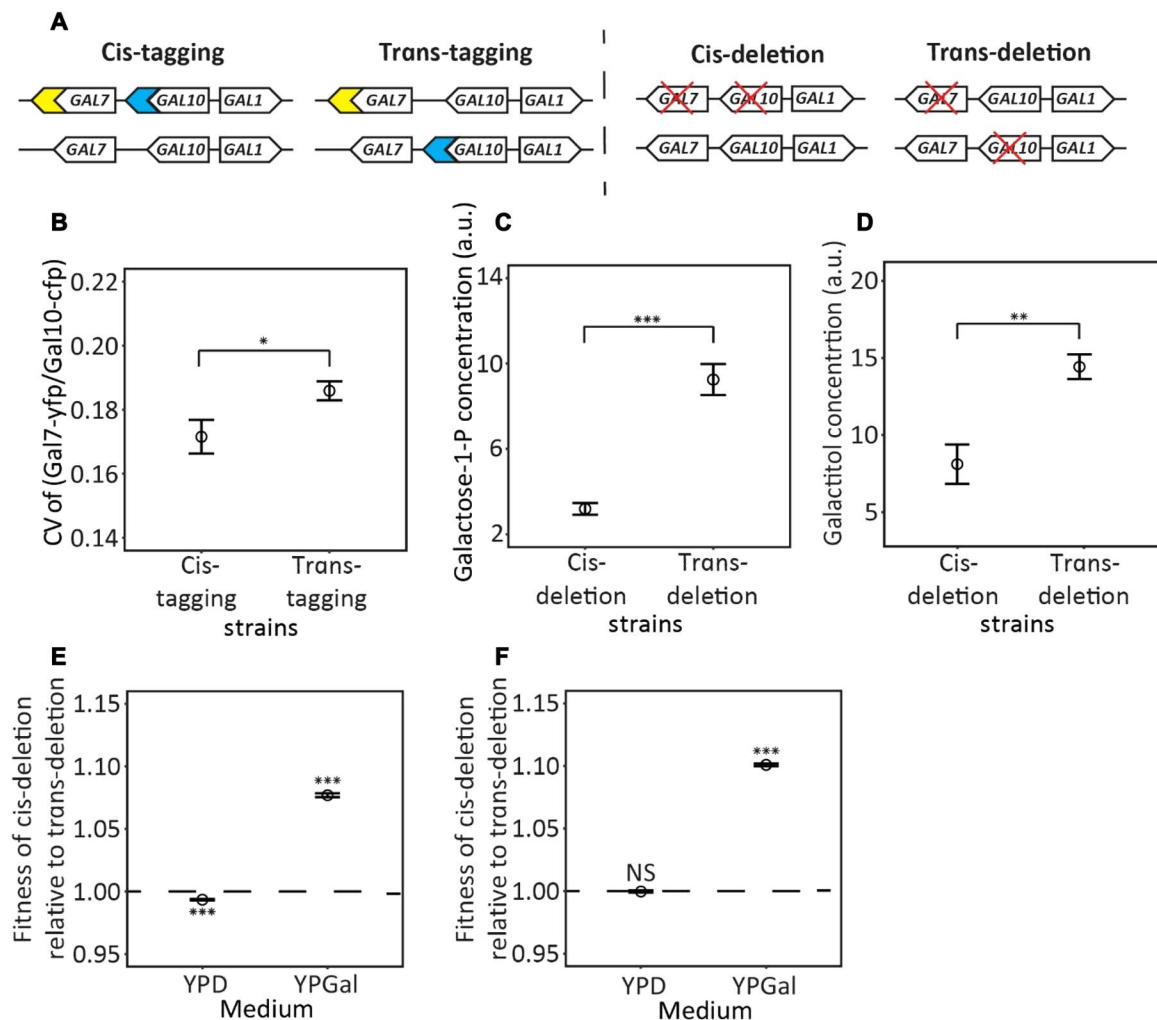 A
Cis-tagging
Trans-tagging
Cis-deletion
Trans-deletion
GAL7 GAL10 GAL1
GAL7 GAL10 GAL1
GAL7 GAL10 GAL1
GAL7 GAL10 GAL1
GAL7 GAL10 GAL1
GAL7 GAL10 GAL1
GAL7 GAL10 GAL1
GAL7 GAL10 GAL1
B
CV of (Gal7-yfp/Gal10-cfp)
0.22
0.20
0.18
0.16
0.14
*
Cis-
tagging
Trans-
tagging
strains
C
Galactose-1-P concentration (a.u.)
14
10
6
2
***
Cis-
deletion
Trans-
deletion
strains
D
Galactitol concentrtion (a.u.)
20
15
10
5
**
Cis-
deletion
Trans-
deletion
strains
E
Fitness of cis-deletion
relative to trans-deletion
1.15
1.10
1.05
1.00
0.95
***
***
YPD
YPGal
Medium
F
Fitness of cis-deletion
relative to trans-deletion
1.15
1.10
1.05
1.00
0.95
NS
***
YPD
YPGal
Medium